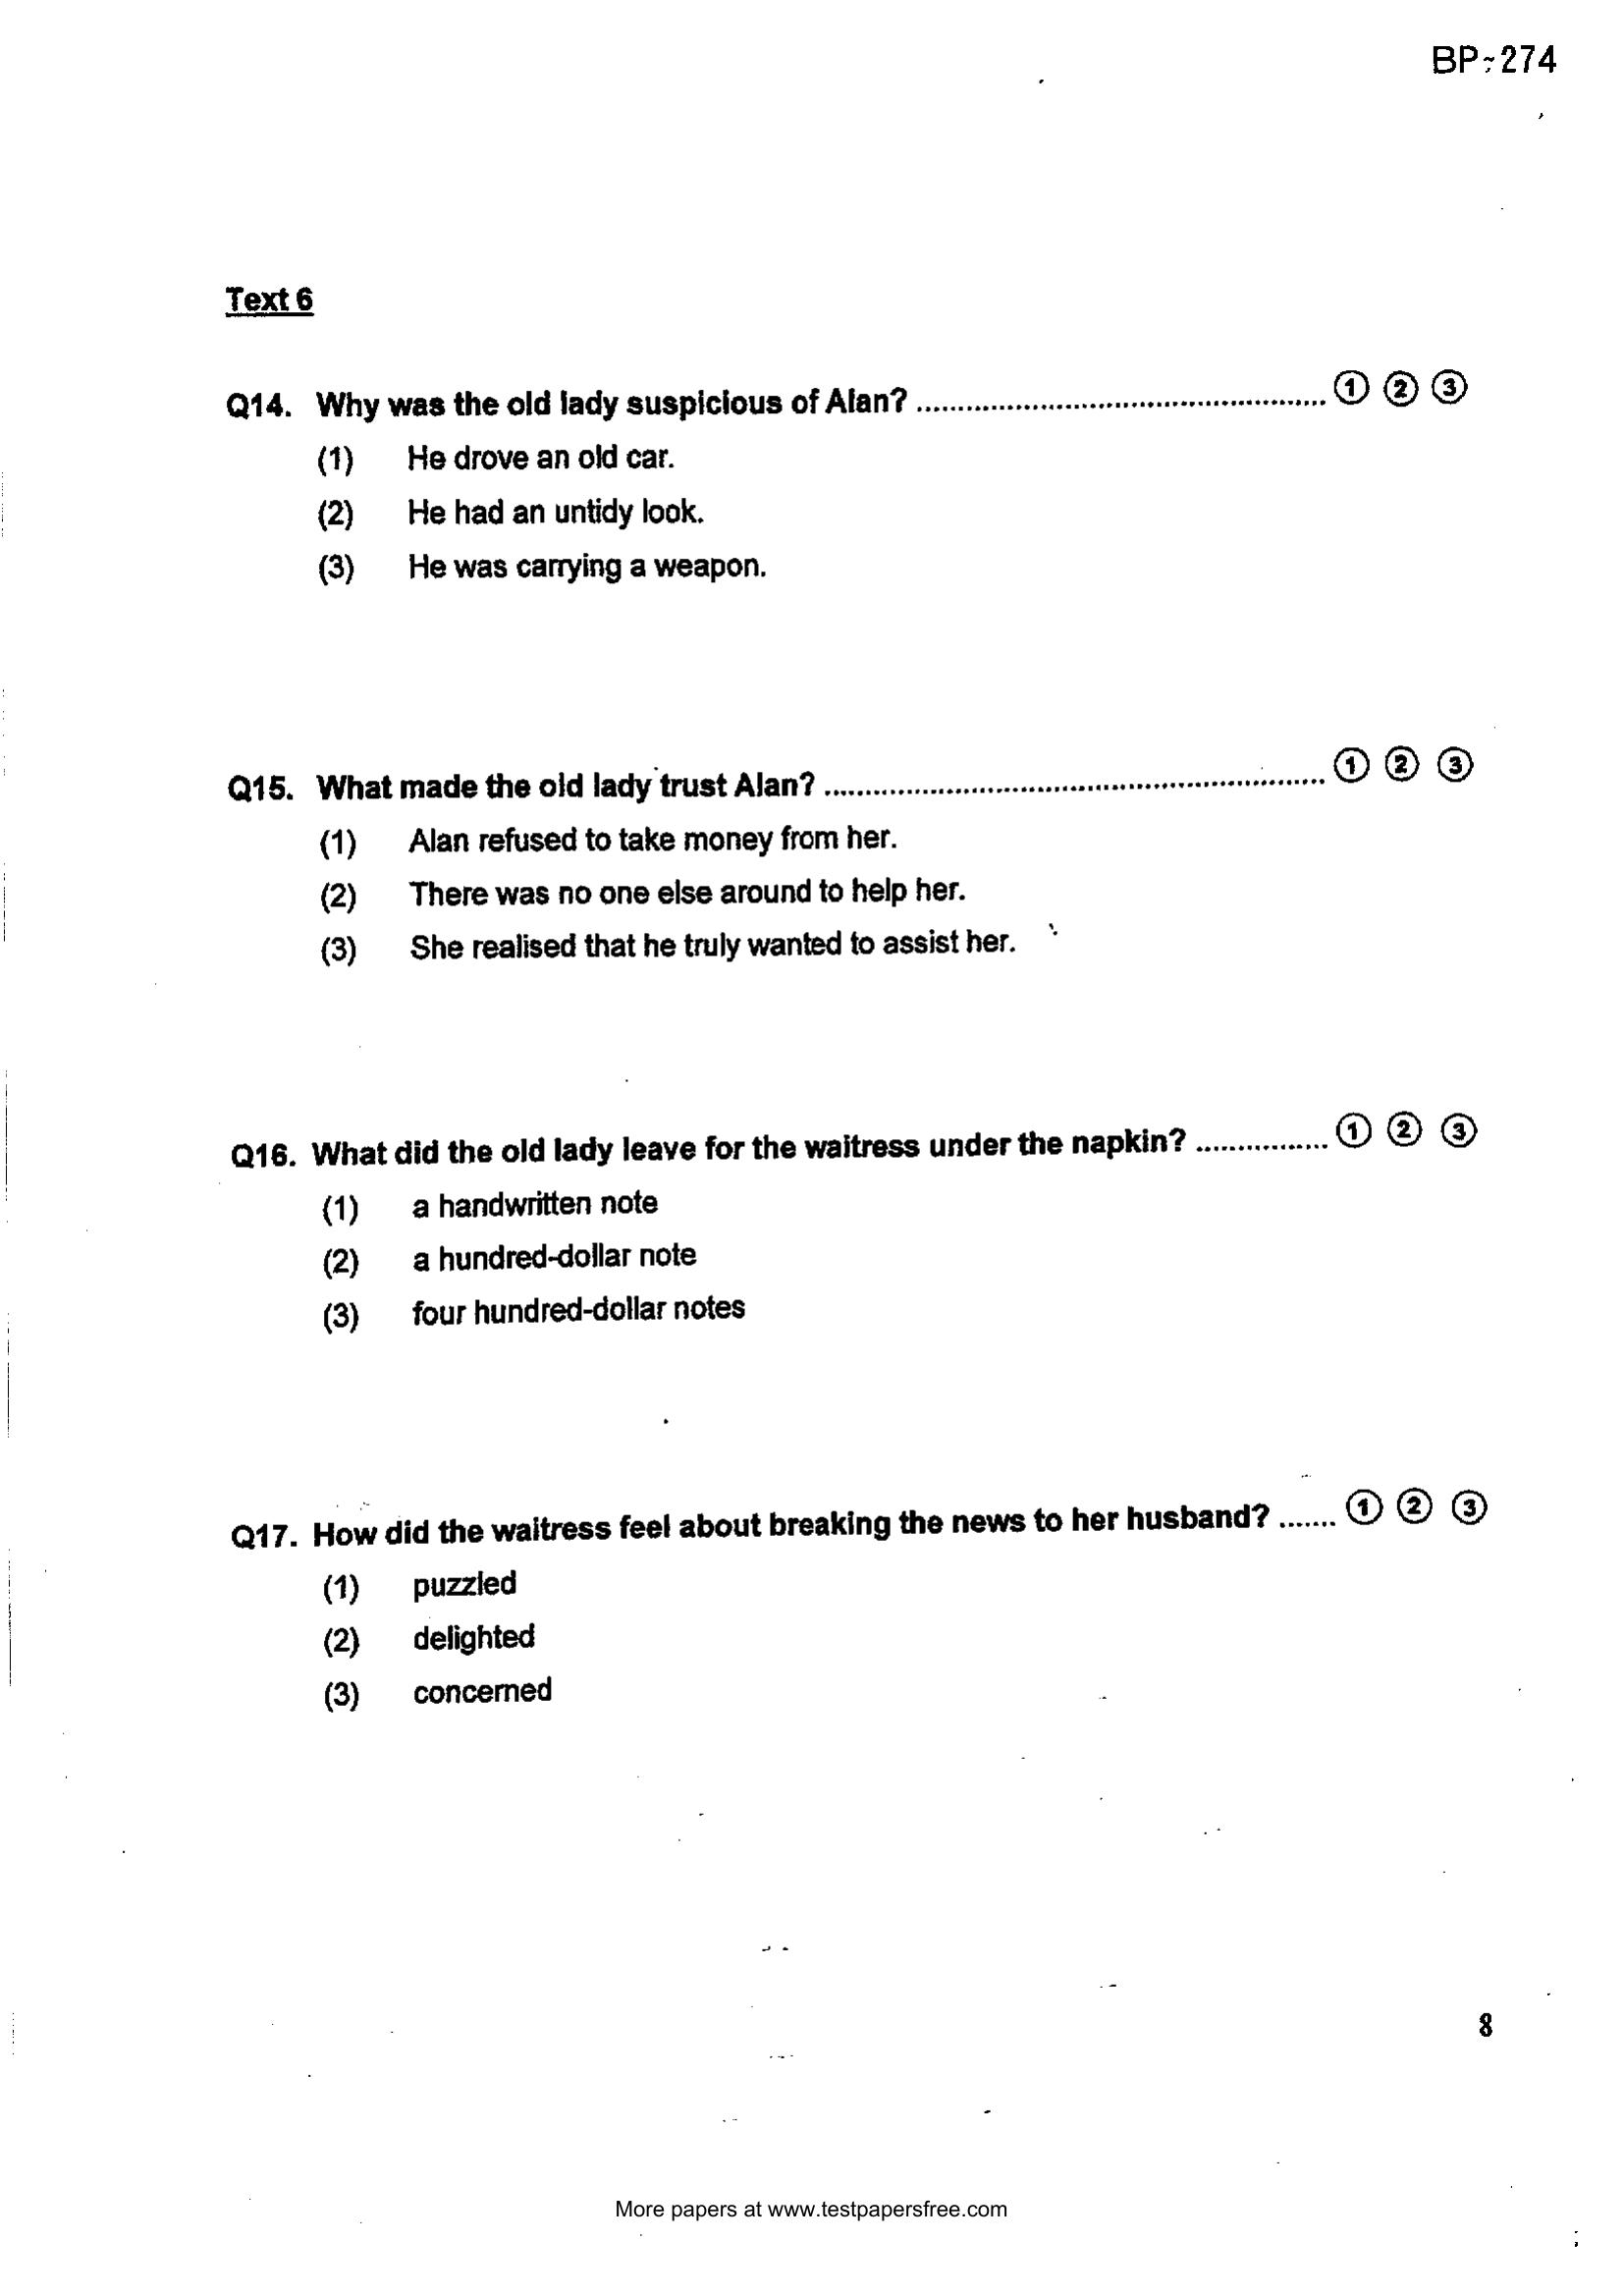 BP-274
Text 6
Q14. Why was the old lady suspicious of Alan? ................................................. ① ② ③
(1) He drove an old car.
(2) He had an untidy look.
(3) He was carrying a weapon.
Q15. What made the old lady trust Alan? ............................................................ ① ② ③
(1) Alan refused to take money from her.
(2) There was no one else around to help her.
(3) She realised that he truly wanted to assist her.
Q16. What did the old lady leave for the waitress under the napkin? ................ ① ② ③
(1) a handwritten note
(2) a hundred-dollar note
(3) four hundred-dollar notes
Q17. How did the waitress feel about breaking the news to her husband? ....... ① ② ③
(1) puzzled
(2) delighted
(3) concerned
8
More papers at www.testpapersfree.com